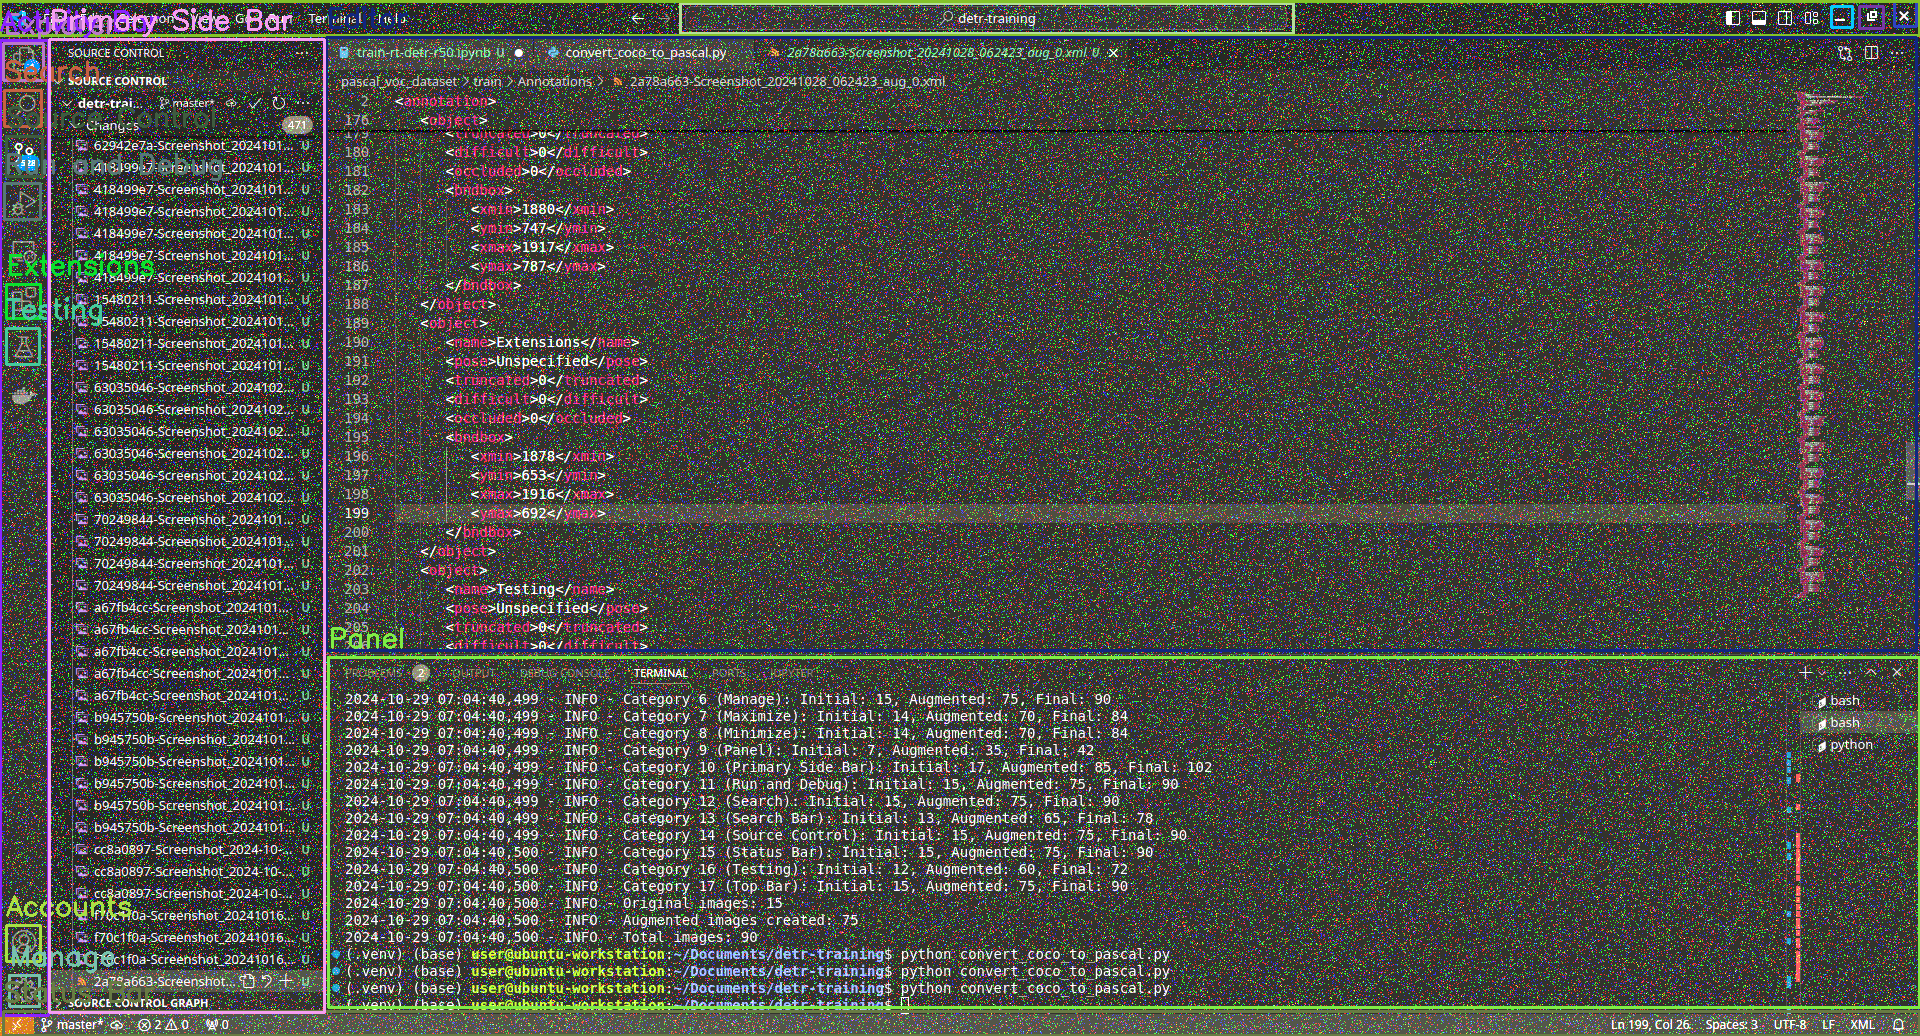 Primary Side Bar
detr-training
Search
SOURCE CONTROL
SOURCE CONTROL
detr-trai... master*
Changes 471
62942e7a-Screenshot_2024101... U
418499e7-Screenshot_2024101... U
418499e7-Screenshot_2024101... U
418499e7-Screenshot_2024101... U
418499e7-Screenshot_2024101... U
418499e7-Screenshot_2024101... U
418499e7-Screenshot_2024101... U
15480211-Screenshot_2024101... U
15480211-Screenshot_2024101... U
15480211-Screenshot_2024101... U
15480211-Screenshot_2024101... U
63035046-Screenshot_2024102... U
63035046-Screenshot_2024102... U
63035046-Screenshot_2024102... U
63035046-Screenshot_2024102... U
63035046-Screenshot_2024102... U
63035046-Screenshot_2024102... U
70249844-Screenshot_2024101... U
70249844-Screenshot_2024101... U
70249844-Screenshot_2024101... U
70249844-Screenshot_2024101... U
a67fb4cc-Screenshot_2024101... U
a67fb4cc-Screenshot_2024101... U
a67fb4cc-Screenshot_2024101... U
a67fb4cc-Screenshot_2024101... U
a67fb4cc-Screenshot_2024101... U
b945750b-Screenshot_2024101... U
b945750b-Screenshot_2024101... U
b945750b-Screenshot_2024101... U
b945750b-Screenshot_2024101... U
b945750b-Screenshot_2024101... U
b945750b-Screenshot_2024101... U
cc8a0897-Screenshot_2024-10-... U
cc8a0897-Screenshot_2024-10-... U
cc8a0897-Screenshot_2024-10-... U
f70c1f0a-Screenshot_20241016... U
f70c1f0a-Screenshot_20241016... U
f70c1f0a-Screenshot_20241016... U
2a78a663-Screenshot... U
SOURCE CONTROL GRAPH
Source Control
Run and Debug
Extensions
Testing
Accounts
Manage
train-rt-detr-r50.ipynb U
convert_coco_to_pascal.py
2a78a663-Screenshot_20241028_062423_aug_0.xml U
pascal_voc_dataset > train > Annotations > 2a78a663-Screenshot_20241028_062423_aug_0.xml
2 <annotation>
176 <object>
179 <truncated>0</truncated>
180 <difficult>0</difficult>
181 <occluded>0</occluded>
182 <bndbox>
183 <xmin>1880</xmin>
184 <ymin>747</ymin>
185 <xmax>1917</xmax>
186 <ymax>787</ymax>
187 </bndbox>
188 </object>
189 <object>
190 <name>Extensions</name>
191 <pose>Unspecified</pose>
192 <truncated>0</truncated>
193 <difficult>0</difficult>
194 <occluded>0</occluded>
195 <bndbox>
196 <xmin>1878</xmin>
197 <ymin>653</ymin>
198 <xmax>1916</xmax>
199 <ymax>692</ymax>
200 </bndbox>
201 </object>
202 <object>
203 <name>Testing</name>
204 <pose>Unspecified</pose>
205 <truncated>0</truncated>
<difficult>0</difficult>
Panel
PROBLEMS 2 OUTPUT DEBUG CONSOLE TERMINAL PORTS JUPYTER
2024-10-29 07:04:40,499 - INFO - Category 6 (Manage): Initial: 15, Augmented: 75, Final: 90
2024-10-29 07:04:40,499 - INFO - Category 7 (Maximize): Initial: 14, Augmented: 70, Final: 84
2024-10-29 07:04:40,499 - INFO - Category 8 (Minimize): Initial: 14, Augmented: 70, Final: 84
2024-10-29 07:04:40,499 - INFO - Category 9 (Panel): Initial: 7, Augmented: 35, Final: 42
2024-10-29 07:04:40,499 - INFO - Category 10 (Primary Side Bar): Initial: 17, Augmented: 85, Final: 102
2024-10-29 07:04:40,499 - INFO - Category 11 (Run and Debug): Initial: 15, Augmented: 75, Final: 90
2024-10-29 07:04:40,499 - INFO - Category 12 (Search): Initial: 15, Augmented: 75, Final: 90
2024-10-29 07:04:40,499 - INFO - Category 13 (Search Bar): Initial: 13, Augmented: 65, Final: 78
2024-10-29 07:04:40,499 - INFO - Category 14 (Source Control): Initial: 15, Augmented: 75, Final: 90
2024-10-29 07:04:40,500 - INFO - Category 15 (Status Bar): Initial: 15, Augmented: 75, Final: 90
2024-10-29 07:04:40,500 - INFO - Category 16 (Testing): Initial: 12, Augmented: 60, Final: 72
2024-10-29 07:04:40,500 - INFO - Category 17 (Top Bar): Initial: 15, Augmented: 75, Final: 90
2024-10-29 07:04:40,500 - INFO - Original images: 15
2024-10-29 07:04:40,500 - INFO - Augmented images created: 75
2024-10-29 07:04:40,500 - INFO - Total images: 90
(.venv) (base) user@ubuntu-workstation:~/Documents/detr-training$ python convert_coco_to_pascal.py
(.venv) (base) user@ubuntu-workstation:~/Documents/detr-training$ python convert_coco_to_pascal.py
(.venv) (base) user@ubuntu-workstation:~/Documents/detr-training$ python convert_coco_to_pascal.py
(.venv) (base) user@ubuntu-workstation:~/Documents/detr-training$
bash
bash
python
master* 2 0 0
Ln 199, Col 26 Spaces: 3 UTF-8 LF XML